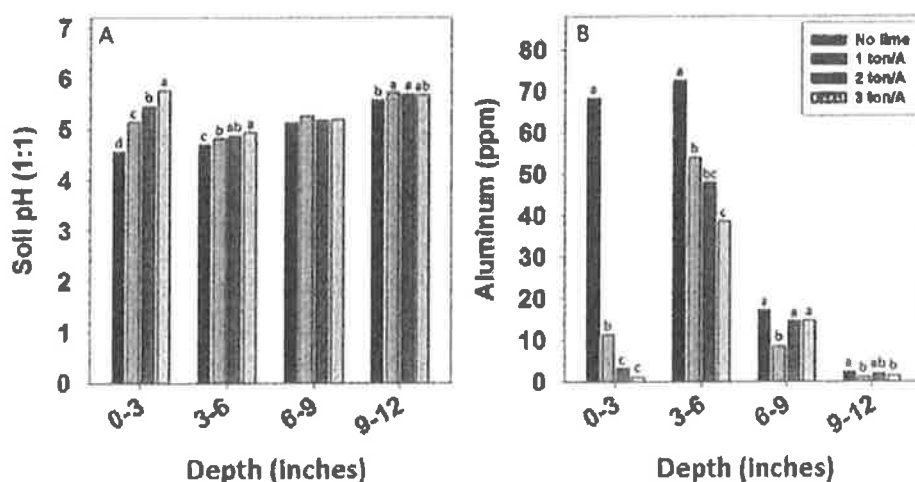 A
Soil pH (1:1)
7
6
5
4
3
2
1
0
d
c
b
a
c
b
ab
a
b
a
a
ab
0-3
3-6
6-9
9-12
Depth (inches)
B
No lime
1 ton/A
2 ton/A
3 ton/A
Aluminum (ppm)
80
70
60
50
40
30
20
10
0
a
b
c
c
a
b
bc
c
a
b
a
a
a
b
ab
b
0-3
3-6
6-9
9-12
Depth (inches)